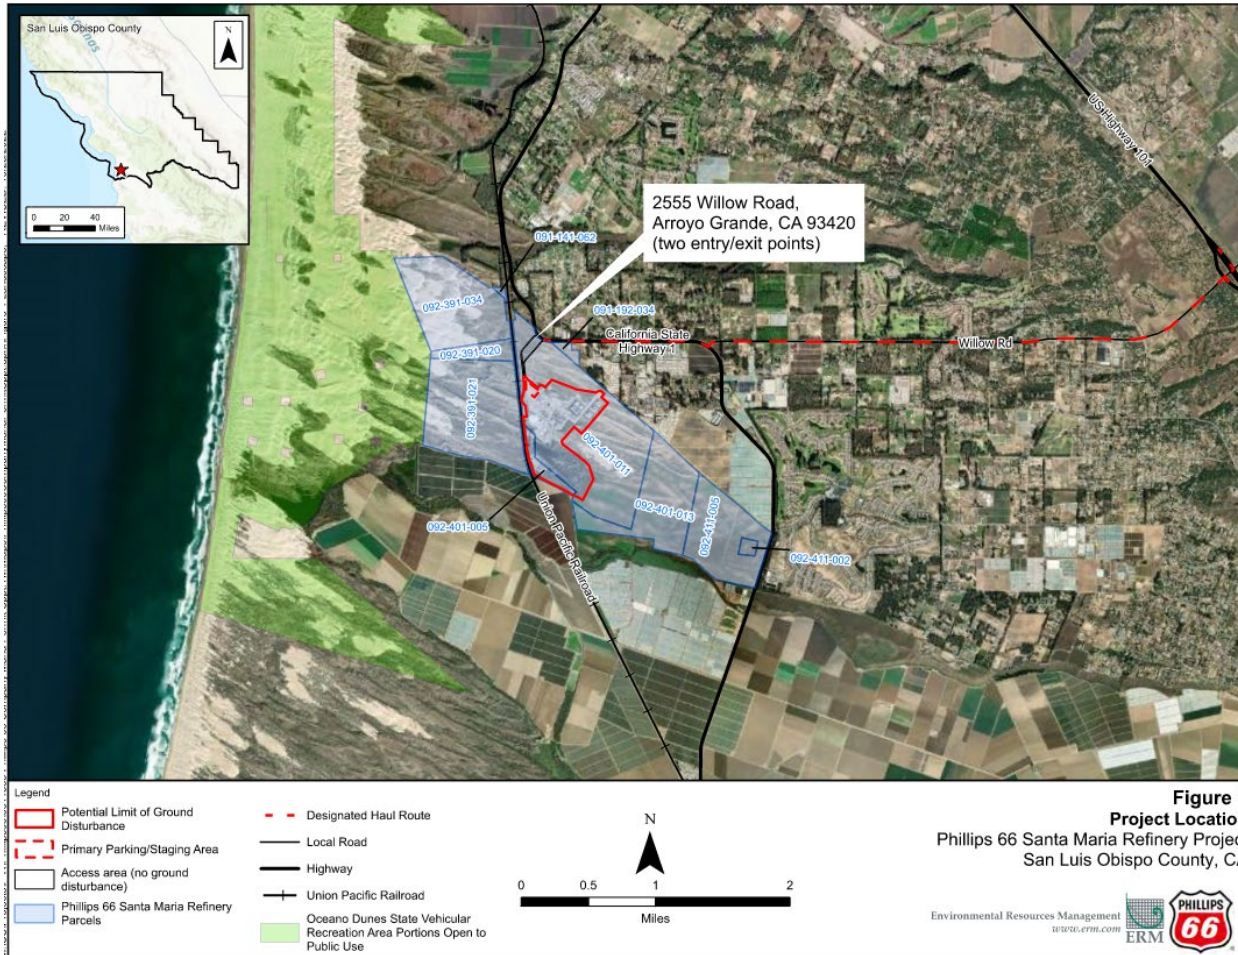 San Luis Obispo County
N
0 20 40
Miles
US Highway 101
2555 Willow Road,
Arroyo Grande, CA 93420
(two entry/exit points)
091-141-062
092-391-034
091-192-034
California State
Highway 1
Willow Rd
092-391-020
092-391-021
092-401-011
092-401-013
092-411-005
092-401-005
092-411-002
Union Pacific Railroad
Legend
Potential Limit of Ground
Disturbance
Primary Parking/Staging Area
Access area (no ground
disturbance)
Phillips 66 Santa Maria Refinery
Parcels
Designated Haul Route
Local Road
Highway
Union Pacific Railroad
Oceano Dunes State Vehicular
Recreation Area Portions Open to
Public Use
N
0 0.5 1 2
Miles
Figure
Project Locatio
Phillips 66 Santa Maria Refinery Projec
San Luis Obispo County, CA
Environmental Resources Management
www.erm.com
ERM
PHILLIPS
66